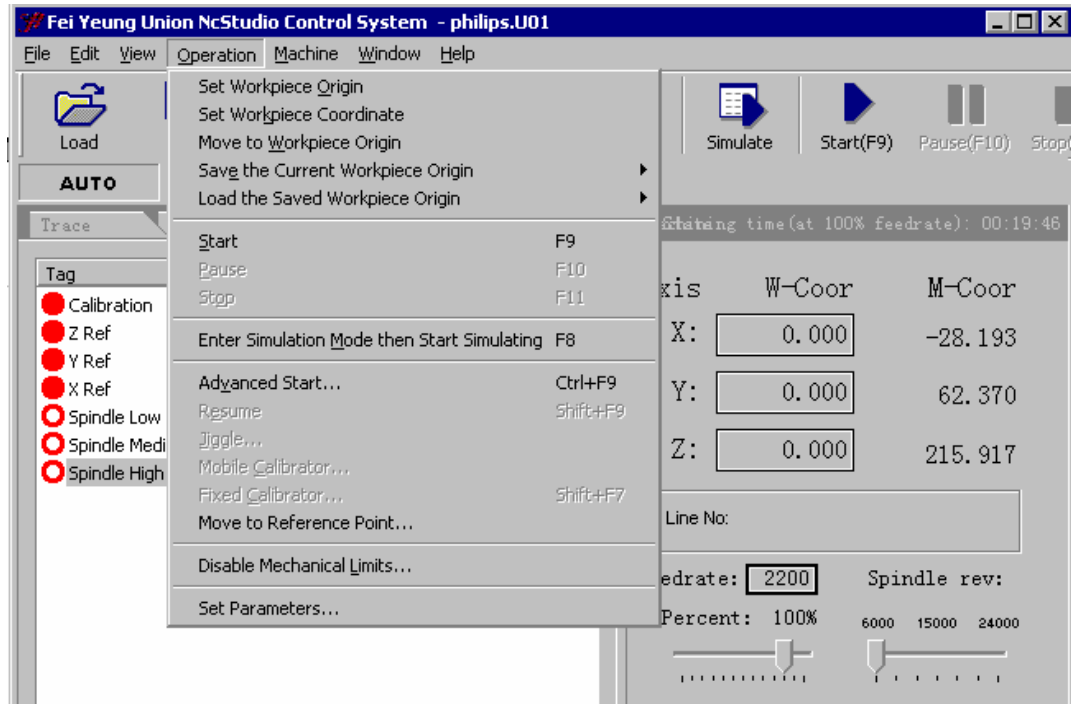 Fei Yeung Union NcStudio Control System - philips.U01
File Edit View Operation Machine Window Help
Load Simulate Start(F9) Pause(F10) Stop(
AUTO
Set Workpiece Origin
Set Workpiece Coordinate
Move to Workpiece Origin
Save the Current Workpiece Origin
Load the Saved Workpiece Origin
Start F9
Pause F10
Stop F11
Enter Simulation Mode then Start Simulating F8
Advanced Start... Ctrl+F9
Resume Shift+F9
Jiggle...
Mobile Calibrator...
Fixed Calibrator... Shift+F7
Move to Reference Point...
Disable Mechanical Limits...
Set Parameters...
Trace
Tag
Calibration
Z Ref
Y Ref
X Ref
Spindle Low
Spindle Medi
Spindle High
time(at 100% feedrate): 00:19:46
xis W-Coor M-Coor
X: 0.000 -28.193
Y: 0.000 62.370
Z: 0.000 215.917
Line No:
edrate: 2200 Spindle rev:
Percent: 100% 6000 15000 24000